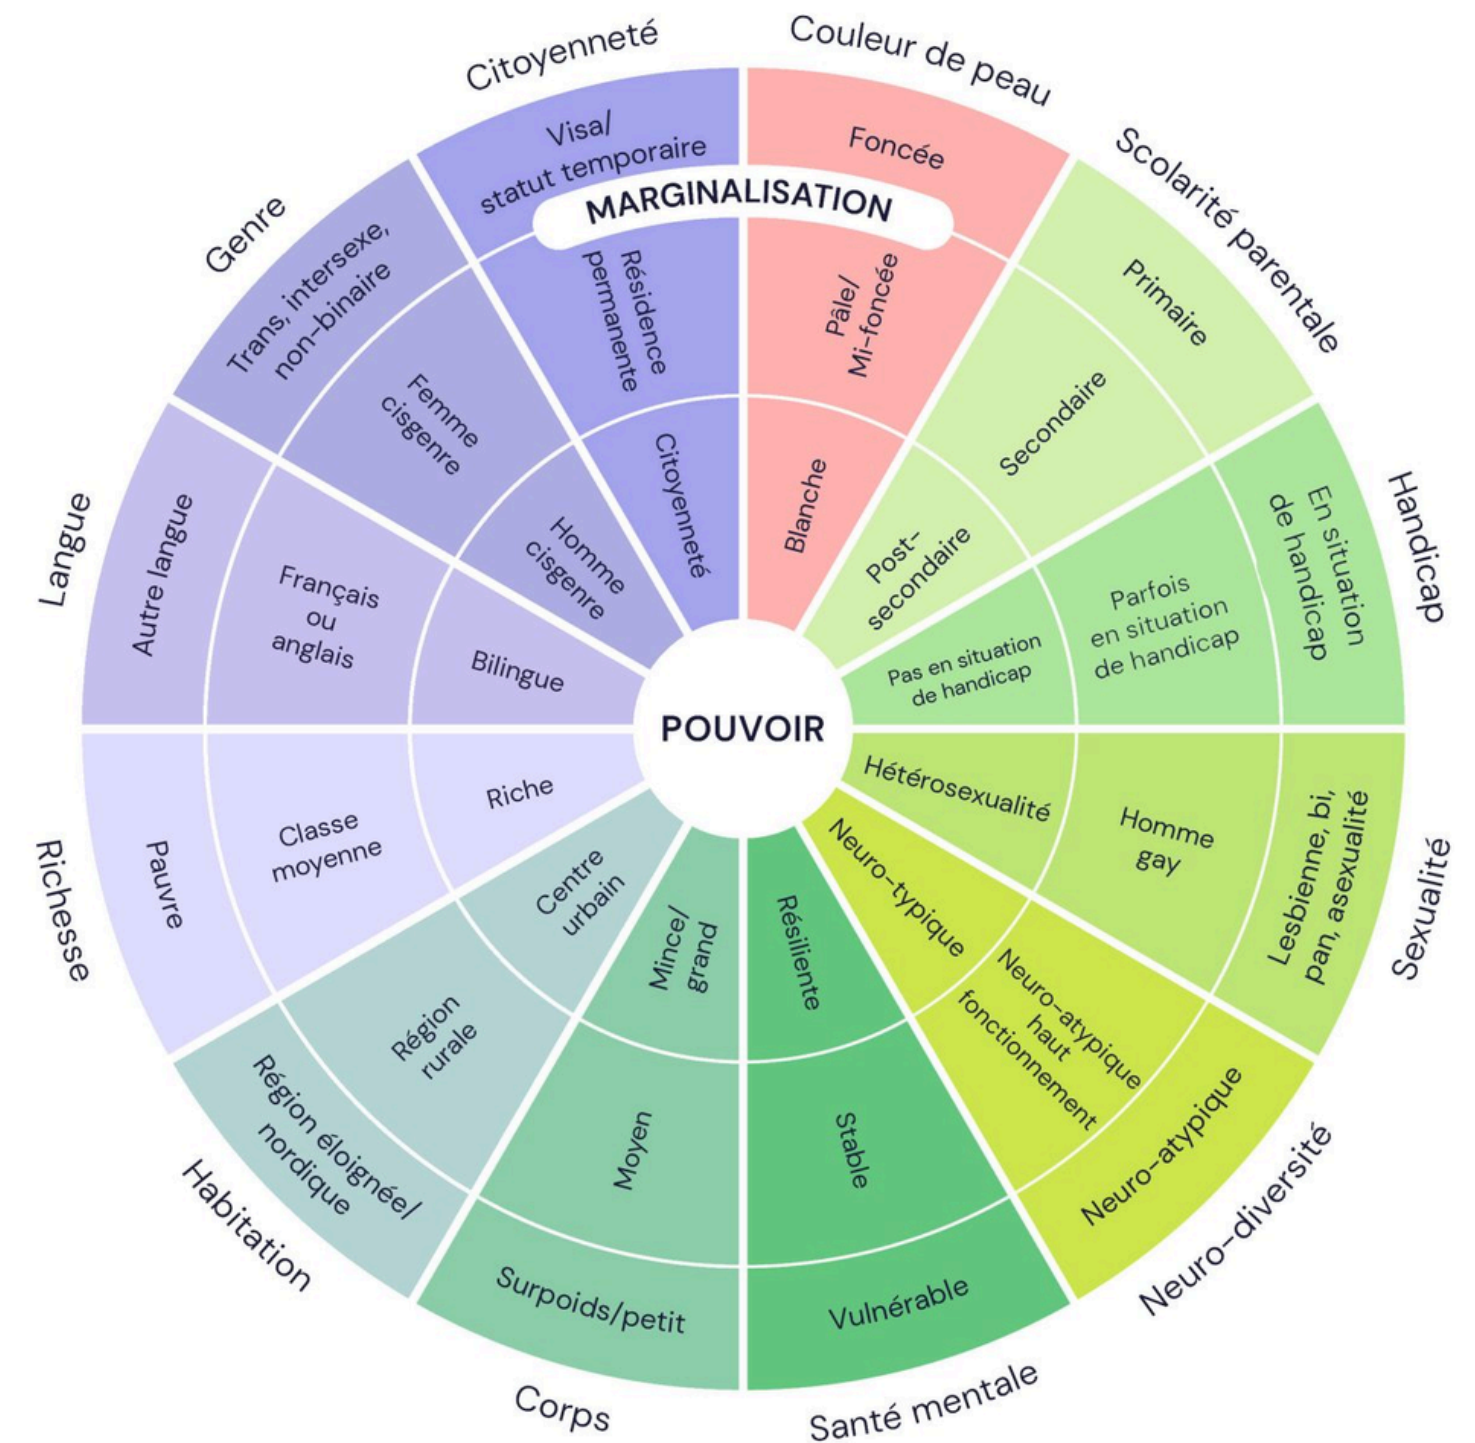 Couleur de peau
Foncée
Pâle/
Mi-foncée
Blanche
Scolarité parentale
Primaire
Secondaire
Post-
secondaire
Handicap
En situation
de handicap
Parfois
en situation
de handicap
Pas en situation
de handicap
Sexualité
Lesbienne, bi,
pan, asexualité
Homme
gay
Hétérosexualité
Neuro-diversité
Neuro-atypique
Neuro-atypique
haut
fonctionnement
Neuro-typique
Santé mentale
Vulnérable
Stable
Résiliente
Corps
Surpoids/petit
Moyen
Mince/
grand
Habitation
Région éloignée/
nordique
Région
rurale
Centre
urbain
Richesse
Pauvre
Classe
moyenne
Riche
Langue
Autre langue
Français
ou
anglais
Bilingue
Genre
Trans, intersexe,
non-binaire
Femme
cisgenre
Homme
cisgenre
Citoyenneté
Visa/
statut temporaire
Résidence
permanente
Citoyenneté
MARGINALISATION
POUVOIR